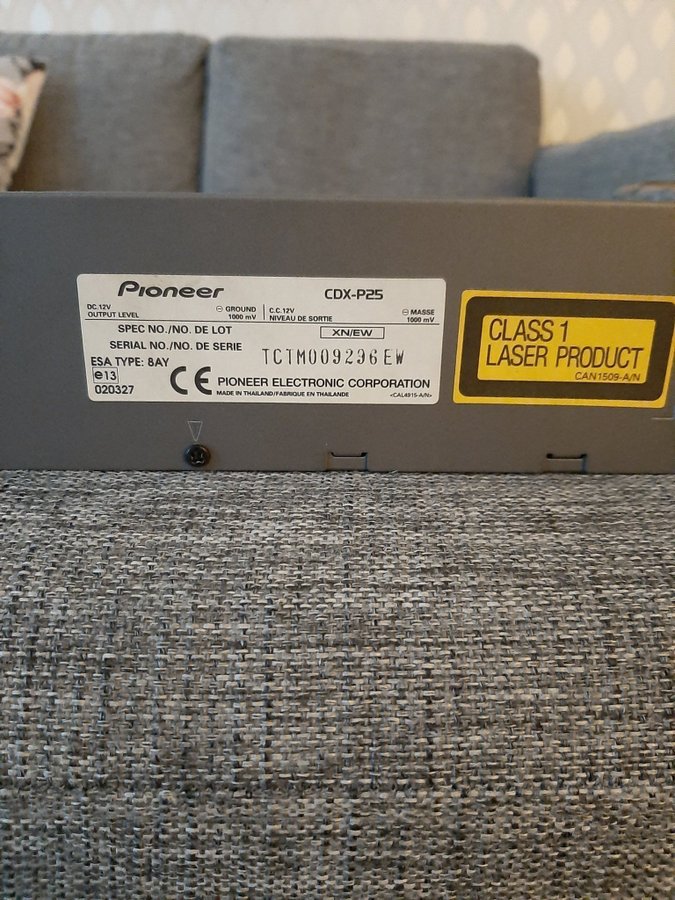 Pioneer CDX-P25
DC.12V ⊖ GROUND C.C.12V ⊖ MASSE
OUTPUT LEVEL 1000 mV NIVEAU DE SORTIE 1000 mV
SPEC NO./NO. DE LOT XN/EW
SERIAL NO./NO. DE SERIE TCTM009296EW
ESA TYPE: 8AY
e13
020327
CE PIONEER ELECTRONIC CORPORATION
MADE IN THAILAND/FABRIQUE EN THAILANDE <CAL4915-A/N>
CLASS 1
LASER PRODUCT
CAN1509-A/N